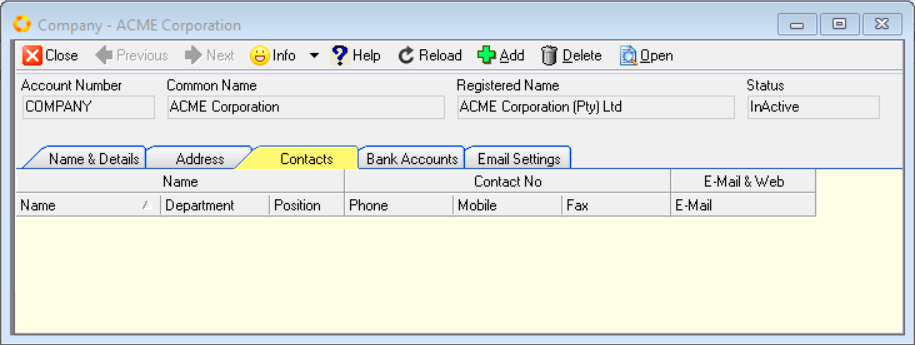 Company - ACME Corporation
Close Previous Next Info Help Reload Add Delete Open
Account Number Common Name Registered Name Status
COMPANY ACME Corporation ACME Corporation (Pty) Ltd InActive
Name & Details Address Contacts Bank Accounts Email Settings
Name Contact No E-Mail & Web
Name Department Position Phone Mobile Fax E-Mail